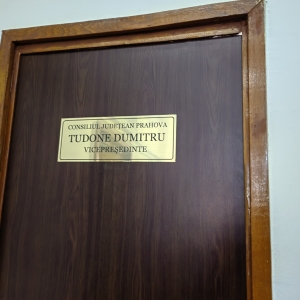 CONSILIUL JUDEȚEAN PRAHOVA
TUDONE DUMITRU
VICEPREȘEDINTE